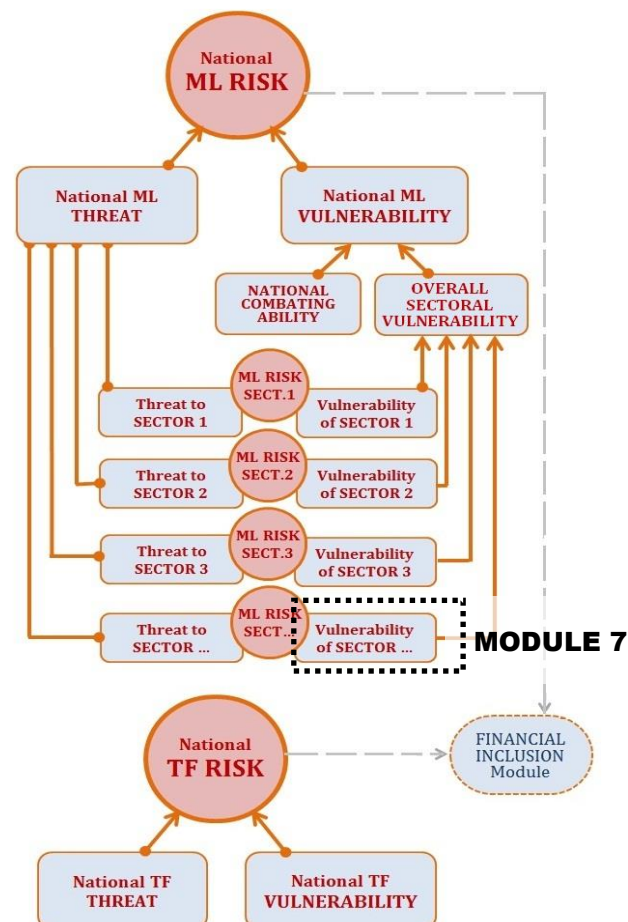 National
ML RISK
National ML
THREAT
National ML
VULNERABILITY
NATIONAL
COMBATING
ABILITY
OVERALL
SECTORAL
VULNERABILITY
Threat to
SECTOR 1
ML RISK
SECT.1
Vulnerability
of SECTOR 1
Threat to
SECTOR 2
ML RISK
SECT.2
Vulnerability
of SECTOR 2
Threat to
SECTOR 3
ML RISK
SECT.3
Vulnerability
of SECTOR 3
Threat to
SECTOR ...
ML RISK
SECT...
Vulnerability
of SECTOR ...
MODULE 7
National
TF RISK
FINANCIAL
INCLUSION
Module
National TF
THREAT
National TF
VULNERABILITY